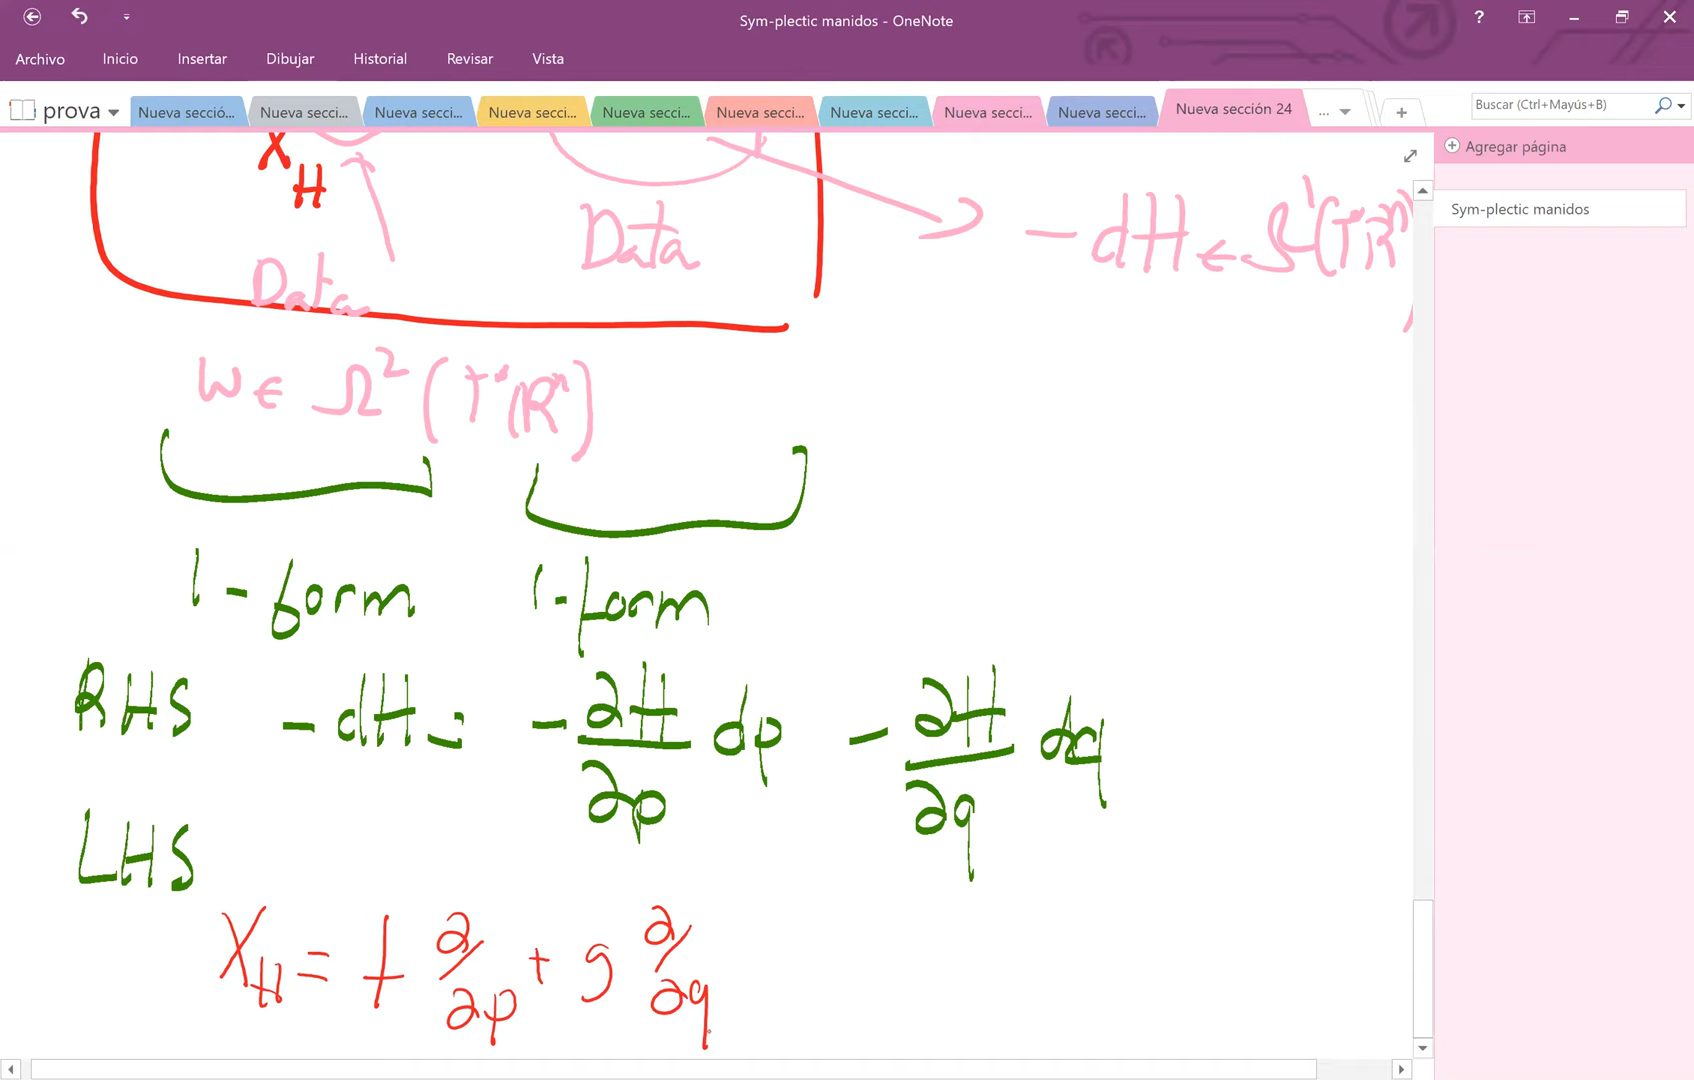 Sym-plectic manidos - OneNote
?
Archivo Inicio Insertar Dibujar Historial Revisar Vista
prova Nueva secció... Nueva secci... Nueva secci... Nueva secci... Nueva secci... Nueva secci... Nueva secci... Nueva secci... Nueva secci... Nueva sección 24 ... + Buscar (Ctrl+Mayús+B)
Agregar página
Sym-plectic manidos
X_H
Data
Data
- dH ∈ Ω¹(T*ℝⁿ)
W ∈ Ω²(T*ℝⁿ)
1-form 1-form
RHS - dH = - ∂H/∂p dp - ∂H/∂q dq
LHS
X_H = f ∂/∂p + g ∂/∂q